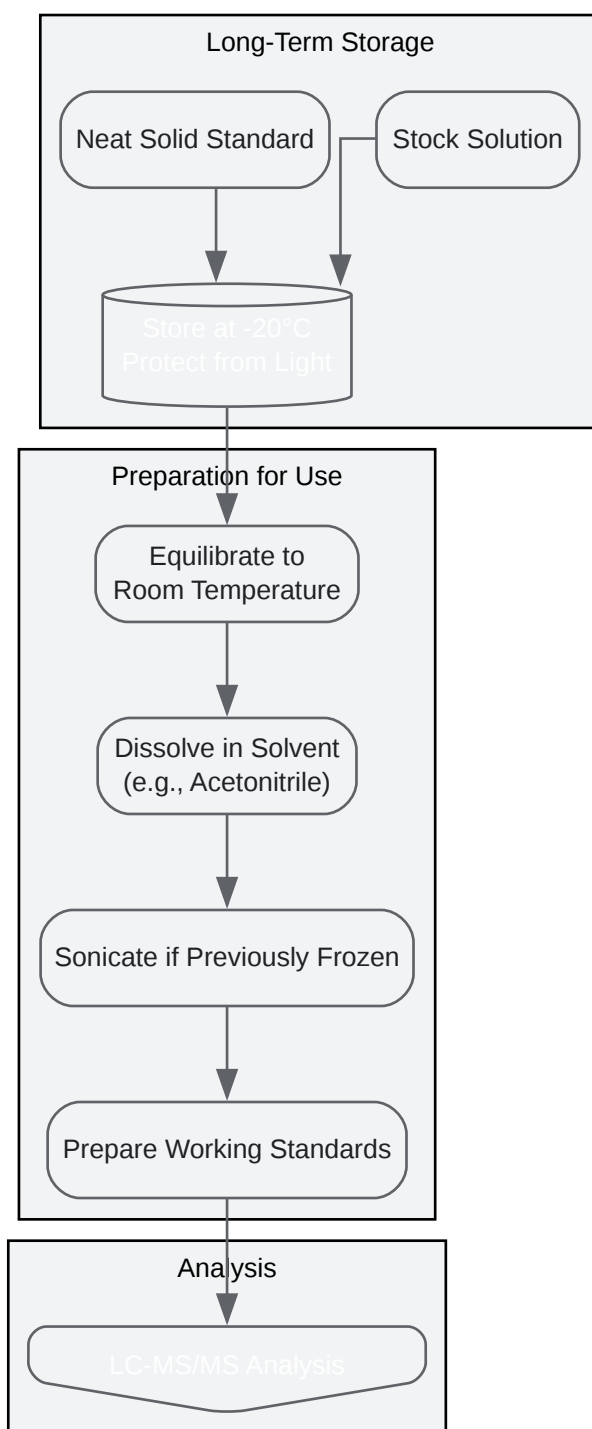 Long-Term Storage
Neat Solid Standard
Stock Solution
Store at -20°C
Protect from Light
Preparation for Use
Equilibrate to
Room Temperature
Dissolve in Solvent
(e.g., Acetonitrile)
Sonicate if Previously Frozen
Prepare Working Standards
Analysis
LC-MS/MS Analysis